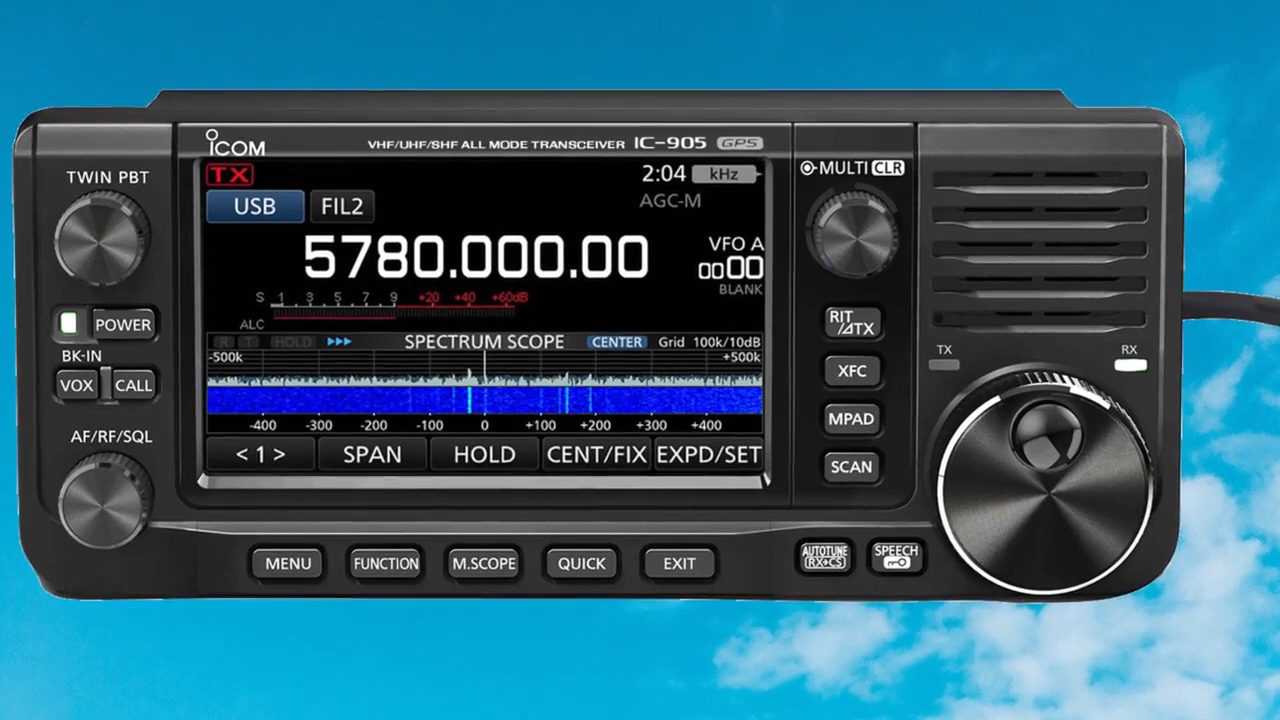 ICOM
VHF/UHF/SHF ALL MODE TRANSCEIVER IC-905 GPS
TWIN PBT
POWER
BK-IN
VOX CALL
AF/RF/SQL
TX 2:04 kHz
USB FIL2 AGC-M
5780.000.00 VFO A
0000
BLANK
S 1 3 5 7 9 +20 +40 +60dB
ALC
R T HOLD SPECTRUM SCOPE CENTER Grid 100k/10dB
-500k +500k
-400 -300 -200 -100 0 +100 +200 +300 +400
< 1 > SPAN HOLD CENT/FIX EXPD/SET
MULTI CLR
RIT
/ΔTX
XFC
MPAD
SCAN
TX RX
MENU FUNCTION M.SCOPE QUICK EXIT
AUTOTUNE
(RX➔CS)
SPEECH